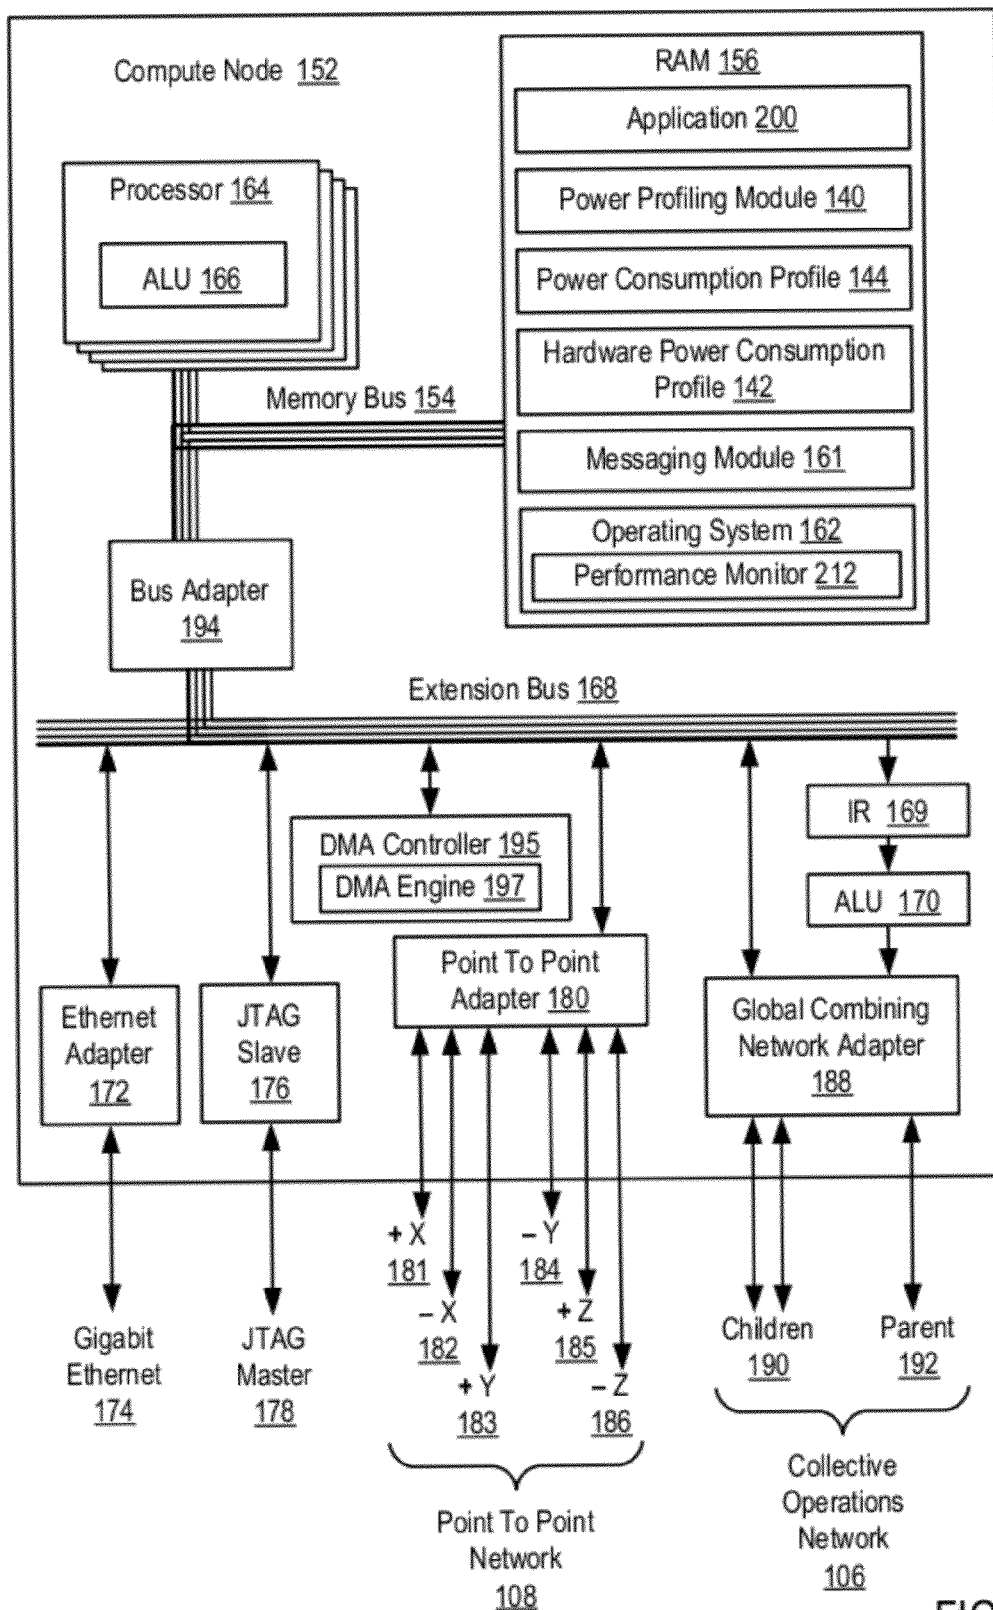 Compute Node 152
RAM 156
Application 200
Power Profiling Module 140
Power Consumption Profile 144
Hardware Power Consumption
Profile 142
Messaging Module 161
Operating System 162
Performance Monitor 212
Processor 164
ALU 166
Memory Bus 154
Bus Adapter
194
Extension Bus 168
DMA Controller 195
DMA Engine 197
IR 169
ALU 170
Point To Point
Adapter 180
Ethernet
Adapter
172
JTAG
Slave
176
Global Combining
Network Adapter
188
+ X
181
– X
182
+ Y
183
– Y
184
+ Z
185
– Z
186
Gigabit
Ethernet
174
JTAG
Master
178
Children
190
Parent
192
Point To Point
Network
108
Collective
Operations
Network
106